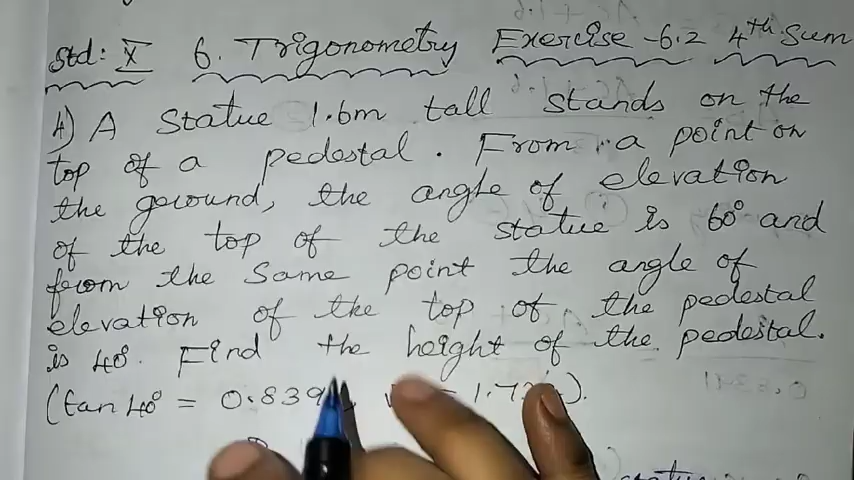 Std: X 6. Trigonometry Exercise -6.2 4th Sum
4) A Statue 1.6m tall stands on the
top of a pedestal. From a point on
the ground, the angle of elevation
of the top of the statue is 60° and
from the same point the angle of
elevation of the top of the pedestal
is 40°. Find the height of the pedestal.
(tan 40° = 0.839 = 1.7 ).